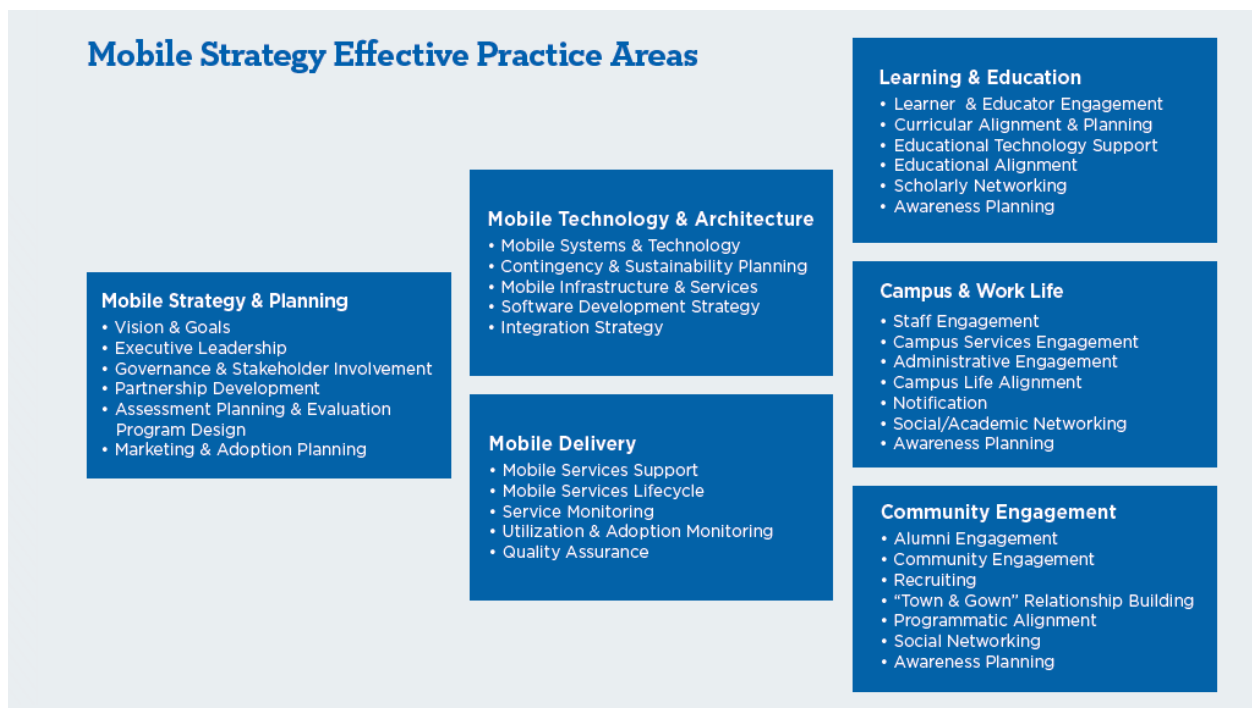 Mobile Strategy Effective Practice Areas
Mobile Strategy & Planning
• Vision & Goals
• Executive Leadership
• Governance & Stakeholder Involvement
• Partnership Development
• Assessment Planning & Evaluation
Program Design
• Marketing & Adoption Planning
Mobile Technology & Architecture
• Mobile Systems & Technology
• Contingency & Sustainability Planning
• Mobile Infrastructure & Services
• Software Development Strategy
• Integration Strategy
Mobile Delivery
• Mobile Services Support
• Mobile Services Lifecycle
• Service Monitoring
• Utilization & Adoption Monitoring
• Quality Assurance
Learning & Education
• Learner & Educator Engagement
• Curricular Alignment & Planning
• Educational Technology Support
• Educational Alignment
• Scholarly Networking
• Awareness Planning
Campus & Work Life
• Staff Engagement
• Campus Services Engagement
• Administrative Engagement
• Campus Life Alignment
• Notification
• Social/Academic Networking
• Awareness Planning
Community Engagement
• Alumni Engagement
• Community Engagement
• Recruiting
• “Town & Gown” Relationship Building
• Programmatic Alignment
• Social Networking
• Awareness Planning